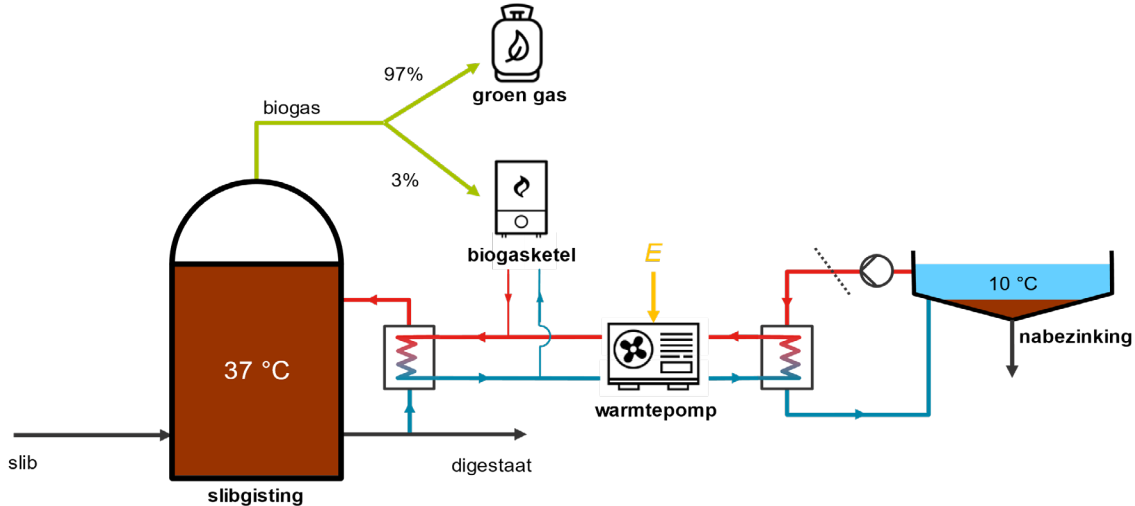 97%
groen gas
biogas
3%
biogasketel
E
10 °C
nabezinking
37 °C
warmtepomp
slib
digestaat
slibgisting